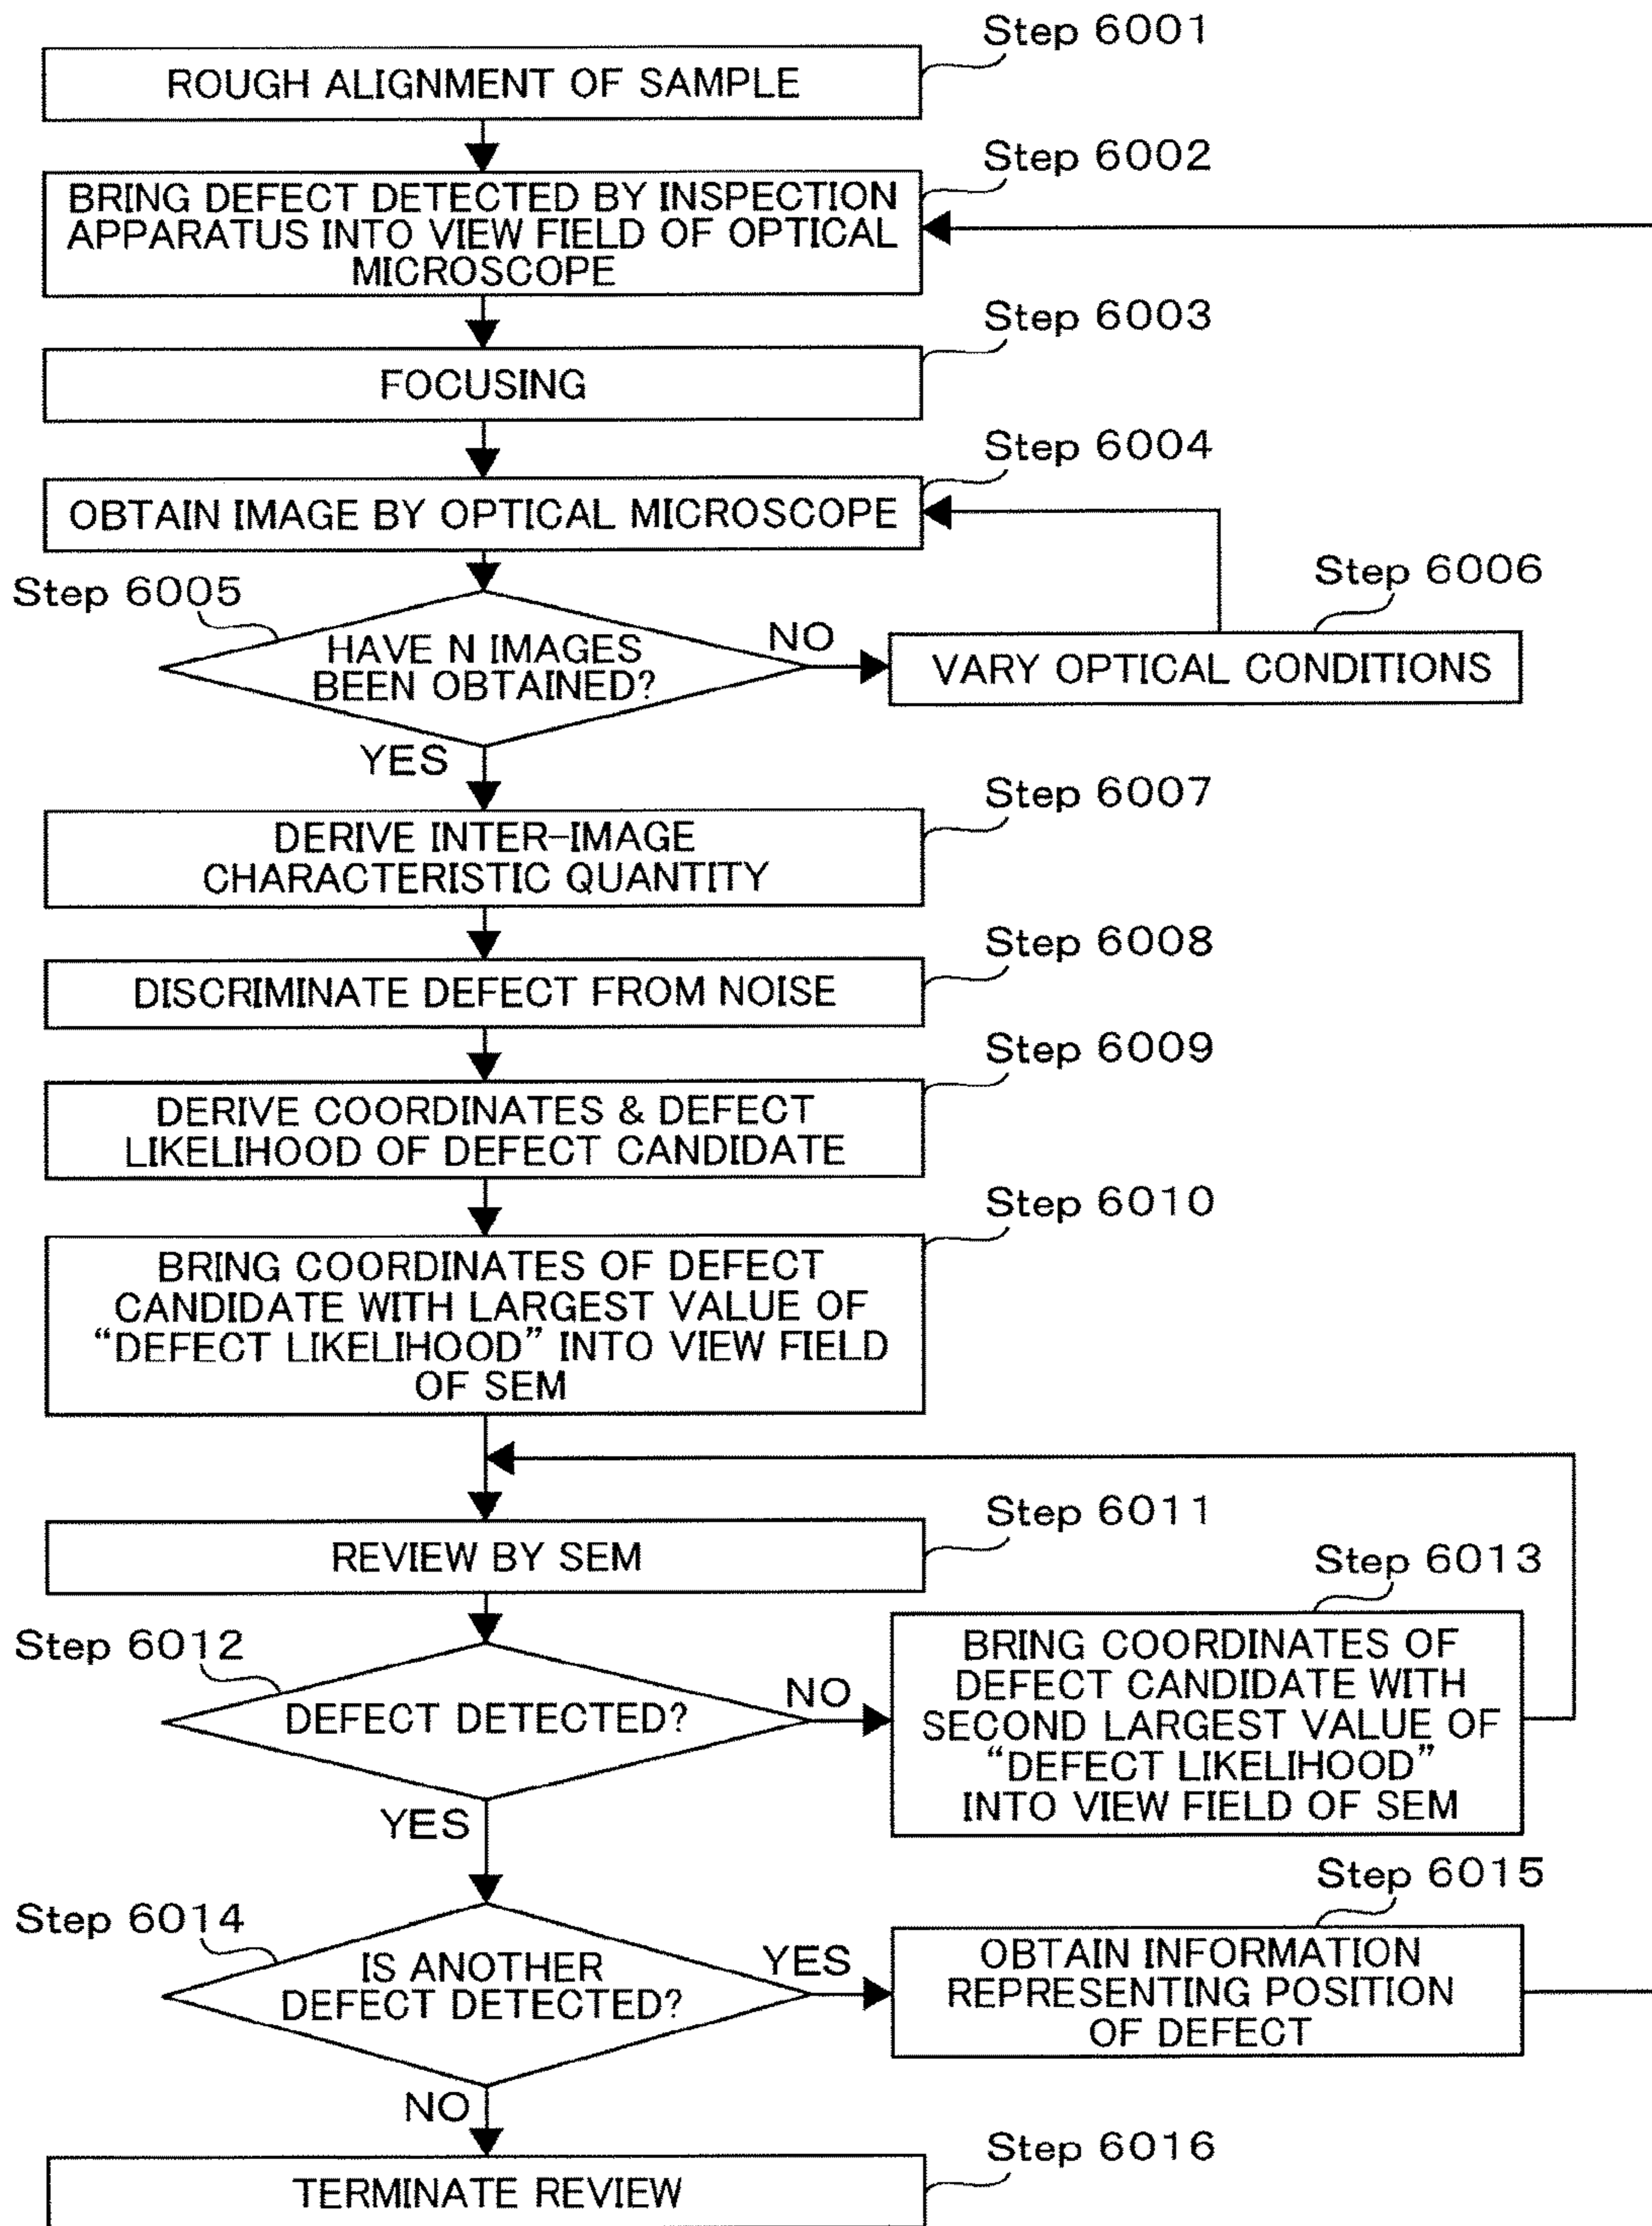 Step 6001
ROUGH ALIGNMENT OF SAMPLE
Step 6002
BRING DEFECT DETECTED BY INSPECTION
APPARATUS INTO VIEW FIELD OF OPTICAL
MICROSCOPE
Step 6003
FOCUSING
Step 6004
OBTAIN IMAGE BY OPTICAL MICROSCOPE
Step 6005
HAVE N IMAGES
BEEN OBTAINED?
NO
Step 6006
VARY OPTICAL CONDITIONS
YES
Step 6007
DERIVE INTER-IMAGE
CHARACTERISTIC QUANTITY
Step 6008
DISCRIMINATE DEFECT FROM NOISE
Step 6009
DERIVE COORDINATES & DEFECT
LIKELIHOOD OF DEFECT CANDIDATE
Step 6010
BRING COORDINATES OF DEFECT
CANDIDATE WITH LARGEST VALUE OF
“DEFECT LIKELIHOOD” INTO VIEW FIELD
OF SEM
Step 6011
REVIEW BY SEM
Step 6012
DEFECT DETECTED?
NO
Step 6013
BRING COORDINATES OF
DEFECT CANDIDATE WITH
SECOND LARGEST VALUE OF
“DEFECT LIKELIHOOD”
INTO VIEW FIELD OF SEM
YES
Step 6014
IS ANOTHER
DEFECT DETECTED?
YES
Step 6015
OBTAIN INFORMATION
REPRESENTING POSITION
OF DEFECT
NO
Step 6016
TERMINATE REVIEW